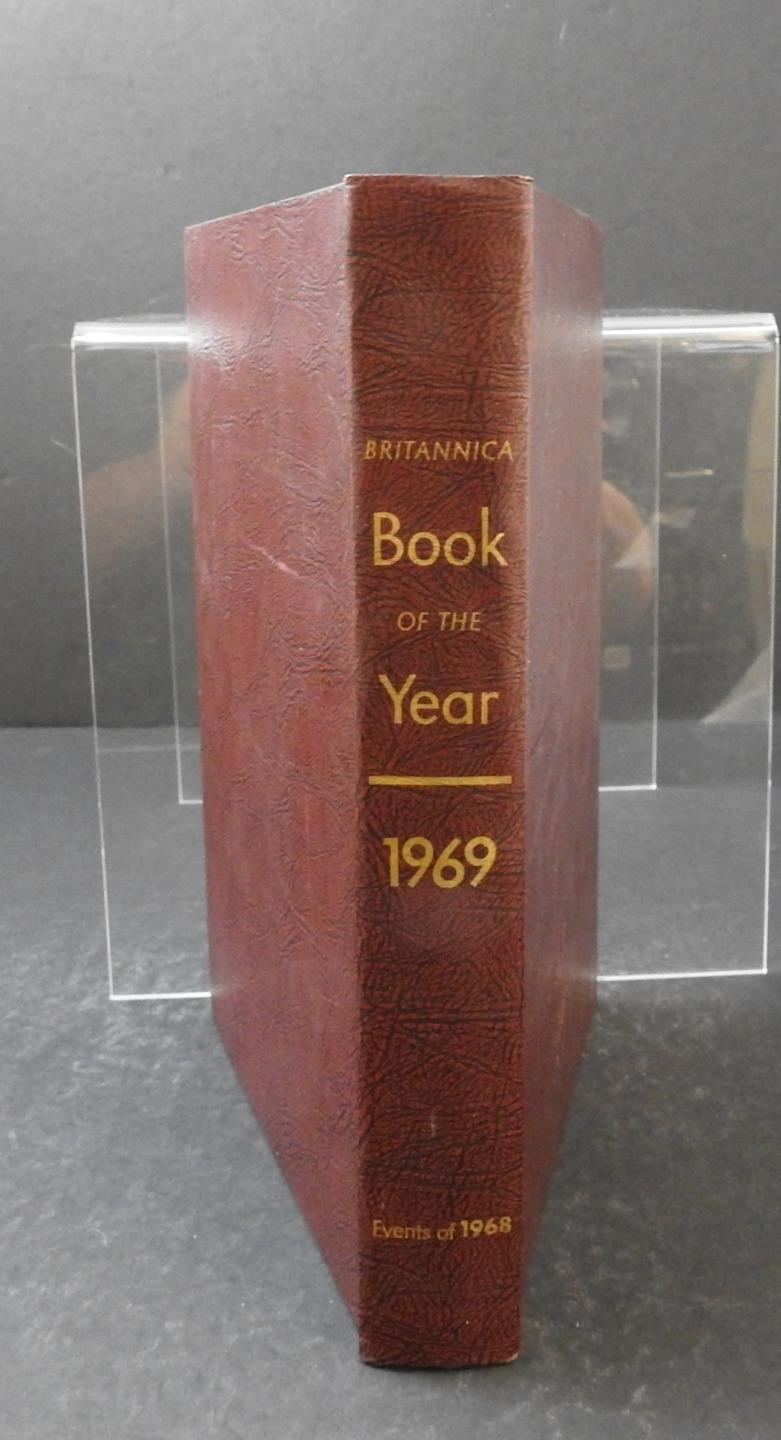 BRITANNICA
Book
OF THE
Year
1969
Events of 1968